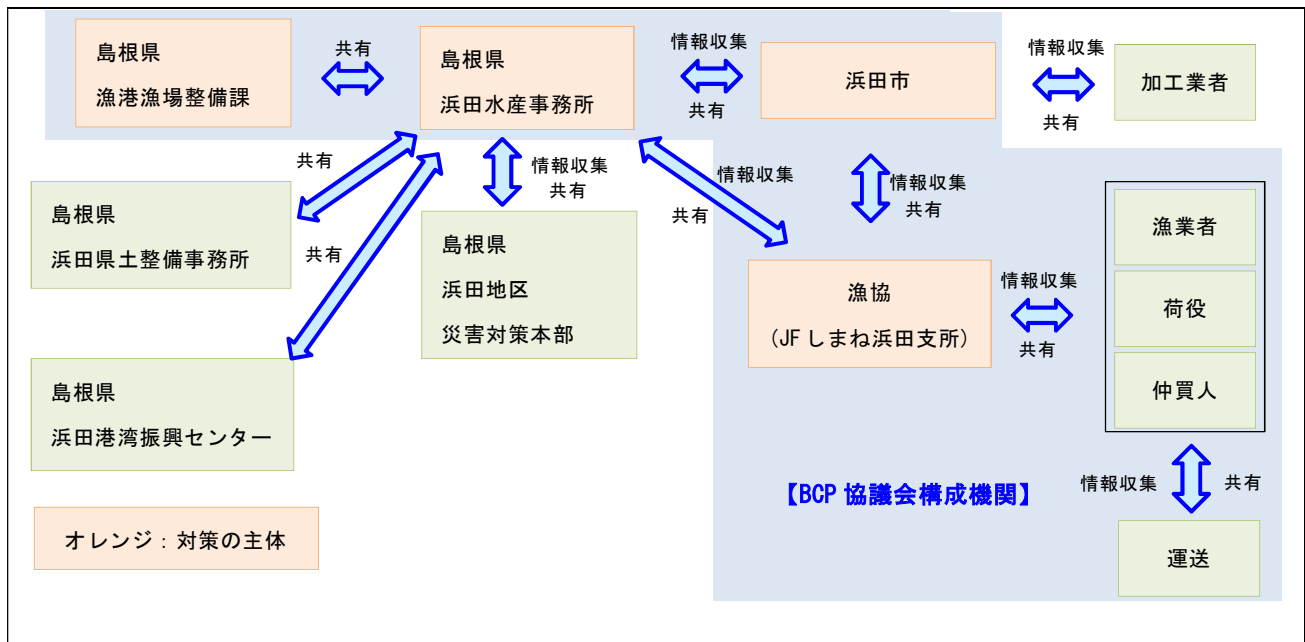 島根県
漁港漁場整備課
共有
島根県
浜田水産事務所
情報収集
共有
浜田市
情報収集
共有
加工業者
共有
島根県
浜田県土整備事務所
共有
島根県
浜田港湾振興センター
情報収集
共有
島根県
浜田地区
災害対策本部
情報収集
共有
情報収集
共有
漁協
（JFしまね浜田支所）
情報収集
共有
漁業者
荷役
仲買人
【BCP協議会構成機関】
情報収集
共有
運送
オレンジ：対策の主体